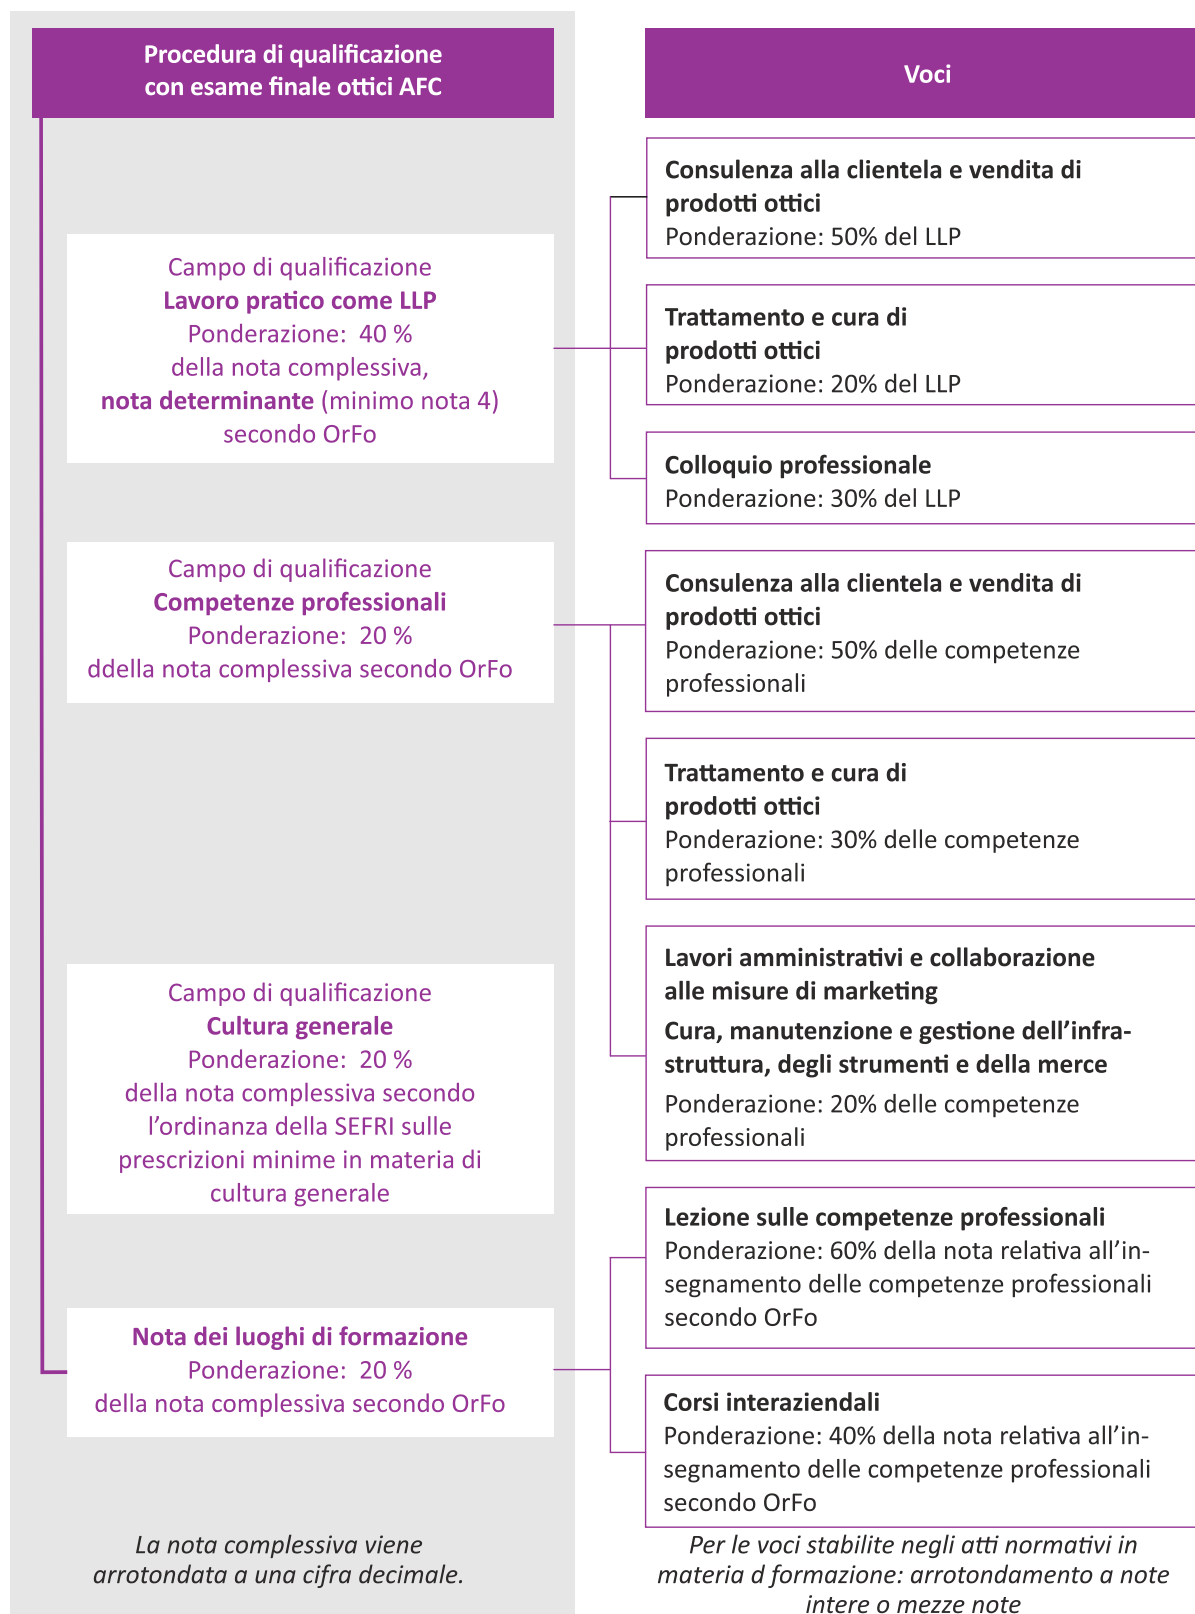 Procedura di qualificazione
con esame finale ottici AFC
Campo di qualificazione
Lavoro pratico come LLP
Ponderazione: 40 %
della nota complessiva,
nota determinante (minimo nota 4)
secondo OrFo
Campo di qualificazione
Competenze professionali
Ponderazione: 20 %
ddella nota complessiva secondo OrFo
Campo di qualificazione
Cultura generale
Ponderazione: 20 %
della nota complessiva secondo
l’ordinanza della SEFRI sulle
prescrizioni minime in materia di
cultura generale
Nota dei luoghi di formazione
Ponderazione: 20 %
della nota complessiva secondo OrFo
La nota complessiva viene
arrotondata a una cifra decimale.
Voci
Consulenza alla clientela e vendita di
prodotti ottici
Ponderazione: 50% del LLP
Trattamento e cura di
prodotti ottici
Ponderazione: 20% del LLP
Colloquio professionale
Ponderazione: 30% del LLP
Consulenza alla clientela e vendita di
prodotti ottici
Ponderazione: 50% delle competenze
professionali
Trattamento e cura di
prodotti ottici
Ponderazione: 30% delle competenze
professionali
Lavori amministrativi e collaborazione
alle misure di marketing
Cura, manutenzione e gestione dell’infra-
struttura, degli strumenti e della merce
Ponderazione: 20% delle competenze
professionali
Lezione sulle competenze professionali
Ponderazione: 60% della nota relativa all’in-
segnamento delle competenze professionali
secondo OrFo
Corsi interaziendali
Ponderazione: 40% della nota relativa all’in-
segnamento delle competenze professionali
secondo OrFo
Per le voci stabilite negli atti normativi in
materia d formazione: arrotondamento a note
intere o mezze note